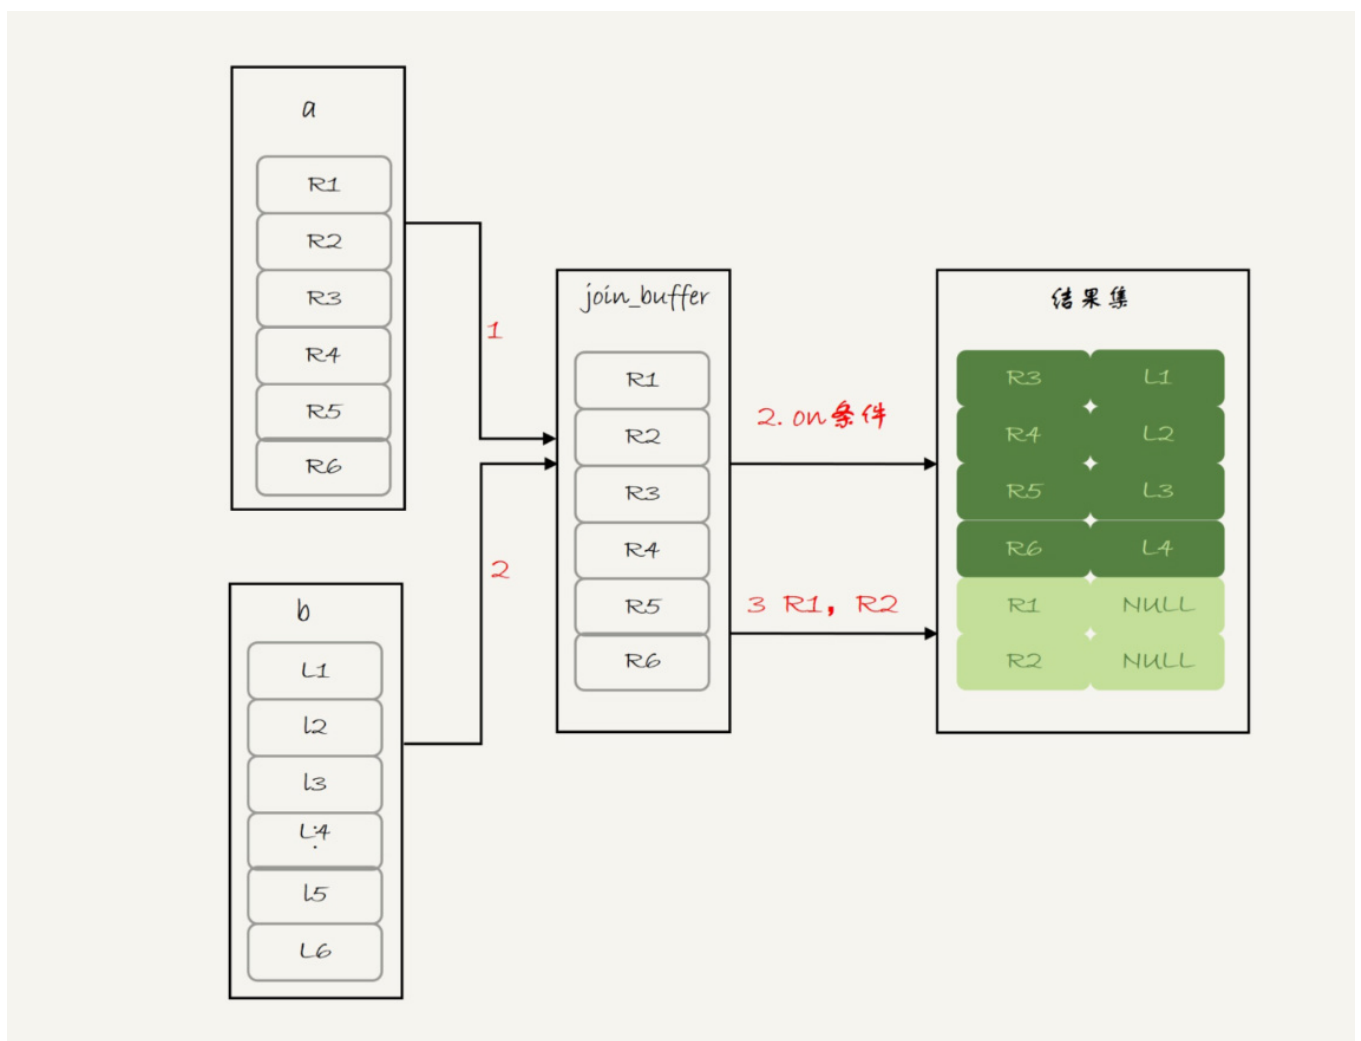 a
R1
R2
R3
R4
R5
R6
1
b
L1
l2
l3
L4
l5
L6
2
join_buffer
R1
R2
R3
R4
R5
R6
2. on条件
3 R1，R2
结果集
R3 L1
R4 L2
R5 L3
R6 L4
R1 NULL
R2 NULL